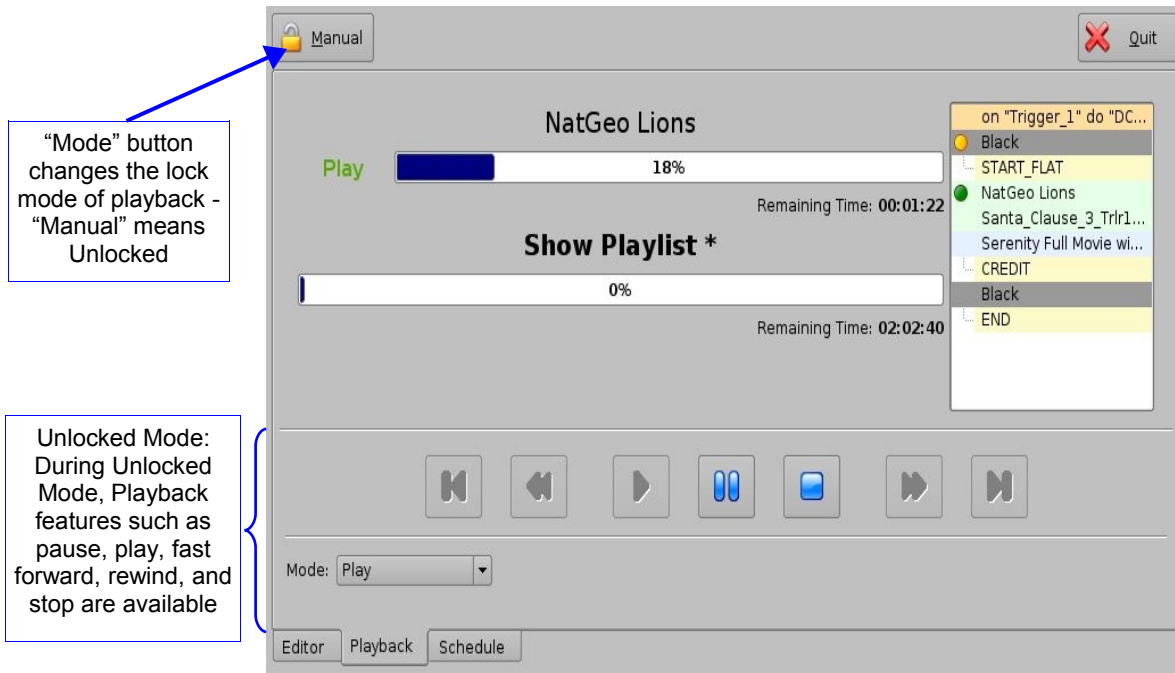 Manual
Quit
“Mode” button
changes the lock
mode of playback -
“Manual” means
Unlocked
NatGeo Lions
Play
18%
Remaining Time: 00:01:22
Show Playlist *
0%
Remaining Time: 02:02:40
on "Trigger_1" do "DC...
Black
START_FLAT
NatGeo Lions
Santa_Clause_3_Trlr1...
Serenity Full Movie wi...
CREDIT
Black
END
Unlocked Mode:
During Unlocked
Mode, Playback
features such as
pause, play, fast
forward, rewind, and
stop are available
Mode: Play
Editor Playback Schedule